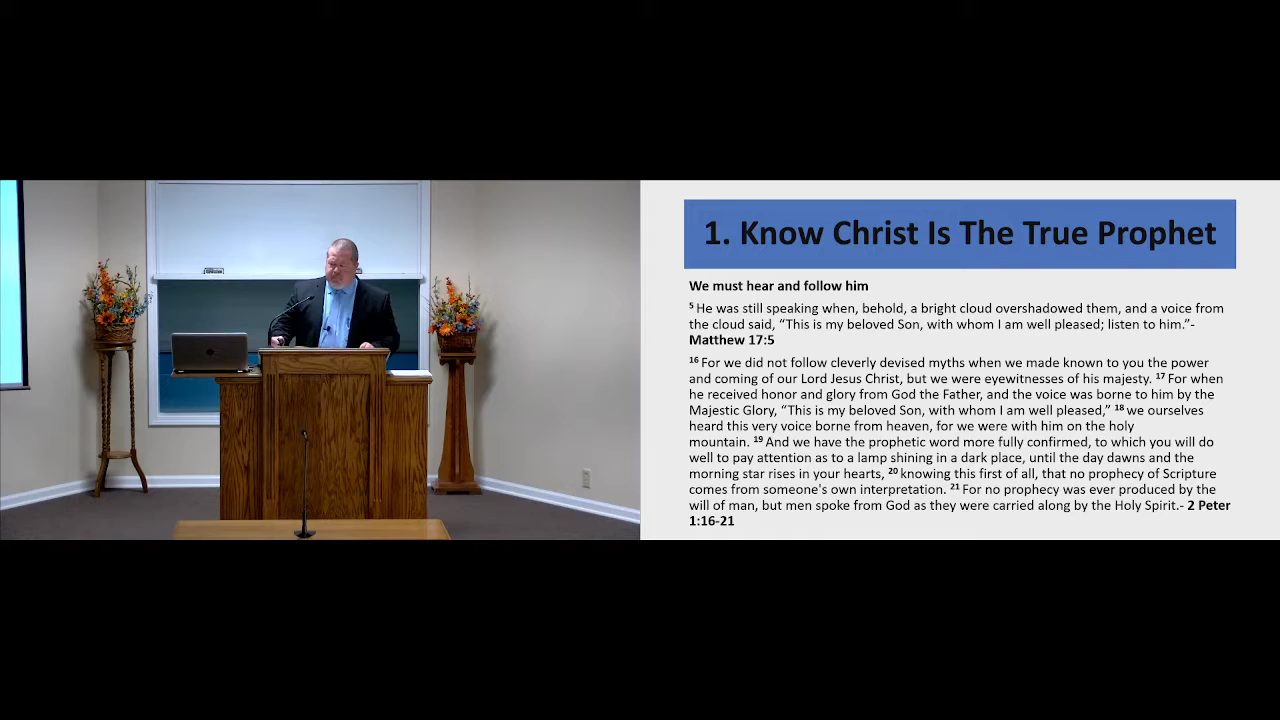 1. Know Christ Is The True Prophet
We must hear and follow him
5 He was still speaking when, behold, a bright cloud overshadowed them, and a voice from
the cloud said, “This is my beloved Son, with whom I am well pleased; listen to him.”-
Matthew 17:5
16 For we did not follow cleverly devised myths when we made known to you the power
and coming of our Lord Jesus Christ, but we were eyewitnesses of his majesty. 17 For when
he received honor and glory from God the Father, and the voice was borne to him by the
Majestic Glory, “This is my beloved Son, with whom I am well pleased,” 18 we ourselves
heard this very voice borne from heaven, for we were with him on the holy
mountain. 19 And we have the prophetic word more fully confirmed, to which you will do
well to pay attention as to a lamp shining in a dark place, until the day dawns and the
morning star rises in your hearts, 20 knowing this first of all, that no prophecy of Scripture
comes from someone's own interpretation. 21 For no prophecy was ever produced by the
will of man, but men spoke from God as they were carried along by the Holy Spirit.- 2 Peter
1:16-21